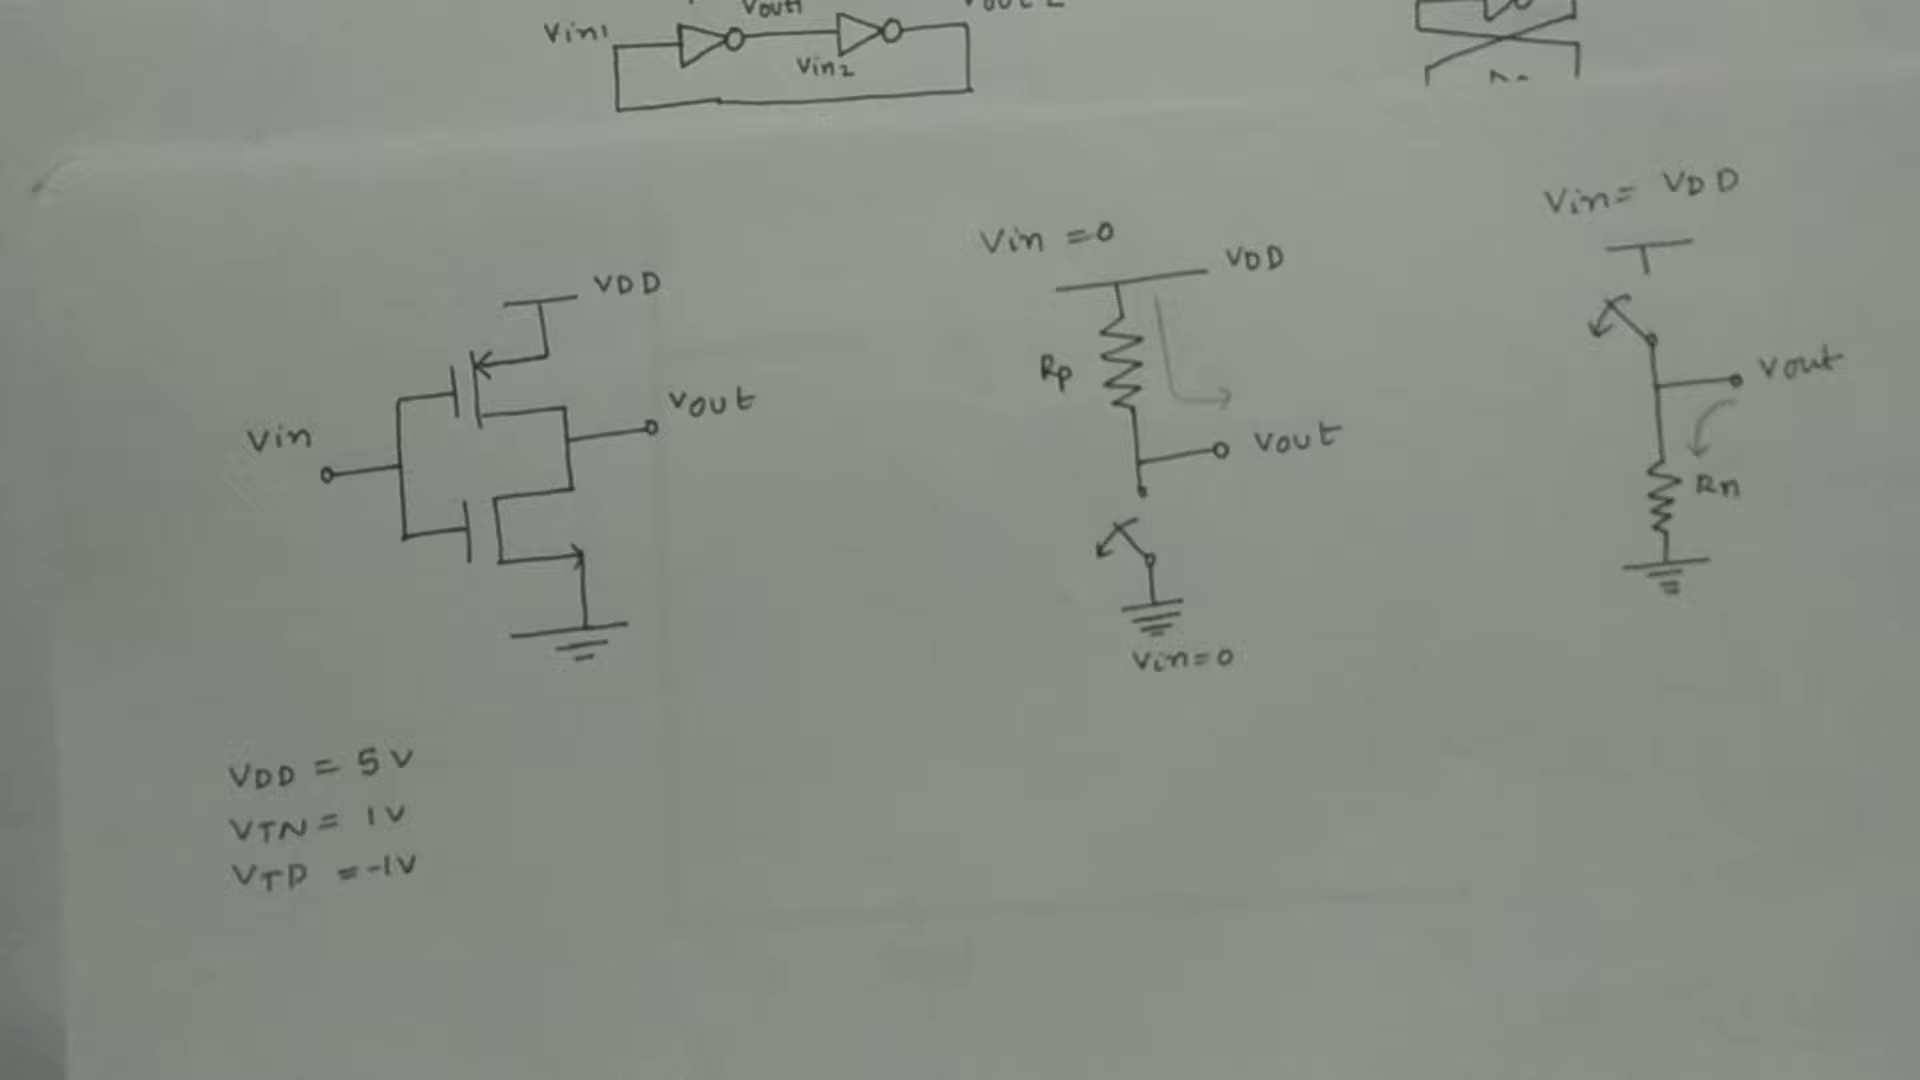 Vout1
Vin1
Vin2
Vin = VDD
Vin = 0
VDD
VDD
Rp
Vout
Vout
Vin
Vout
Rn
Vin=0
VDD = 5V
VTN = 1V
VTP = -1V